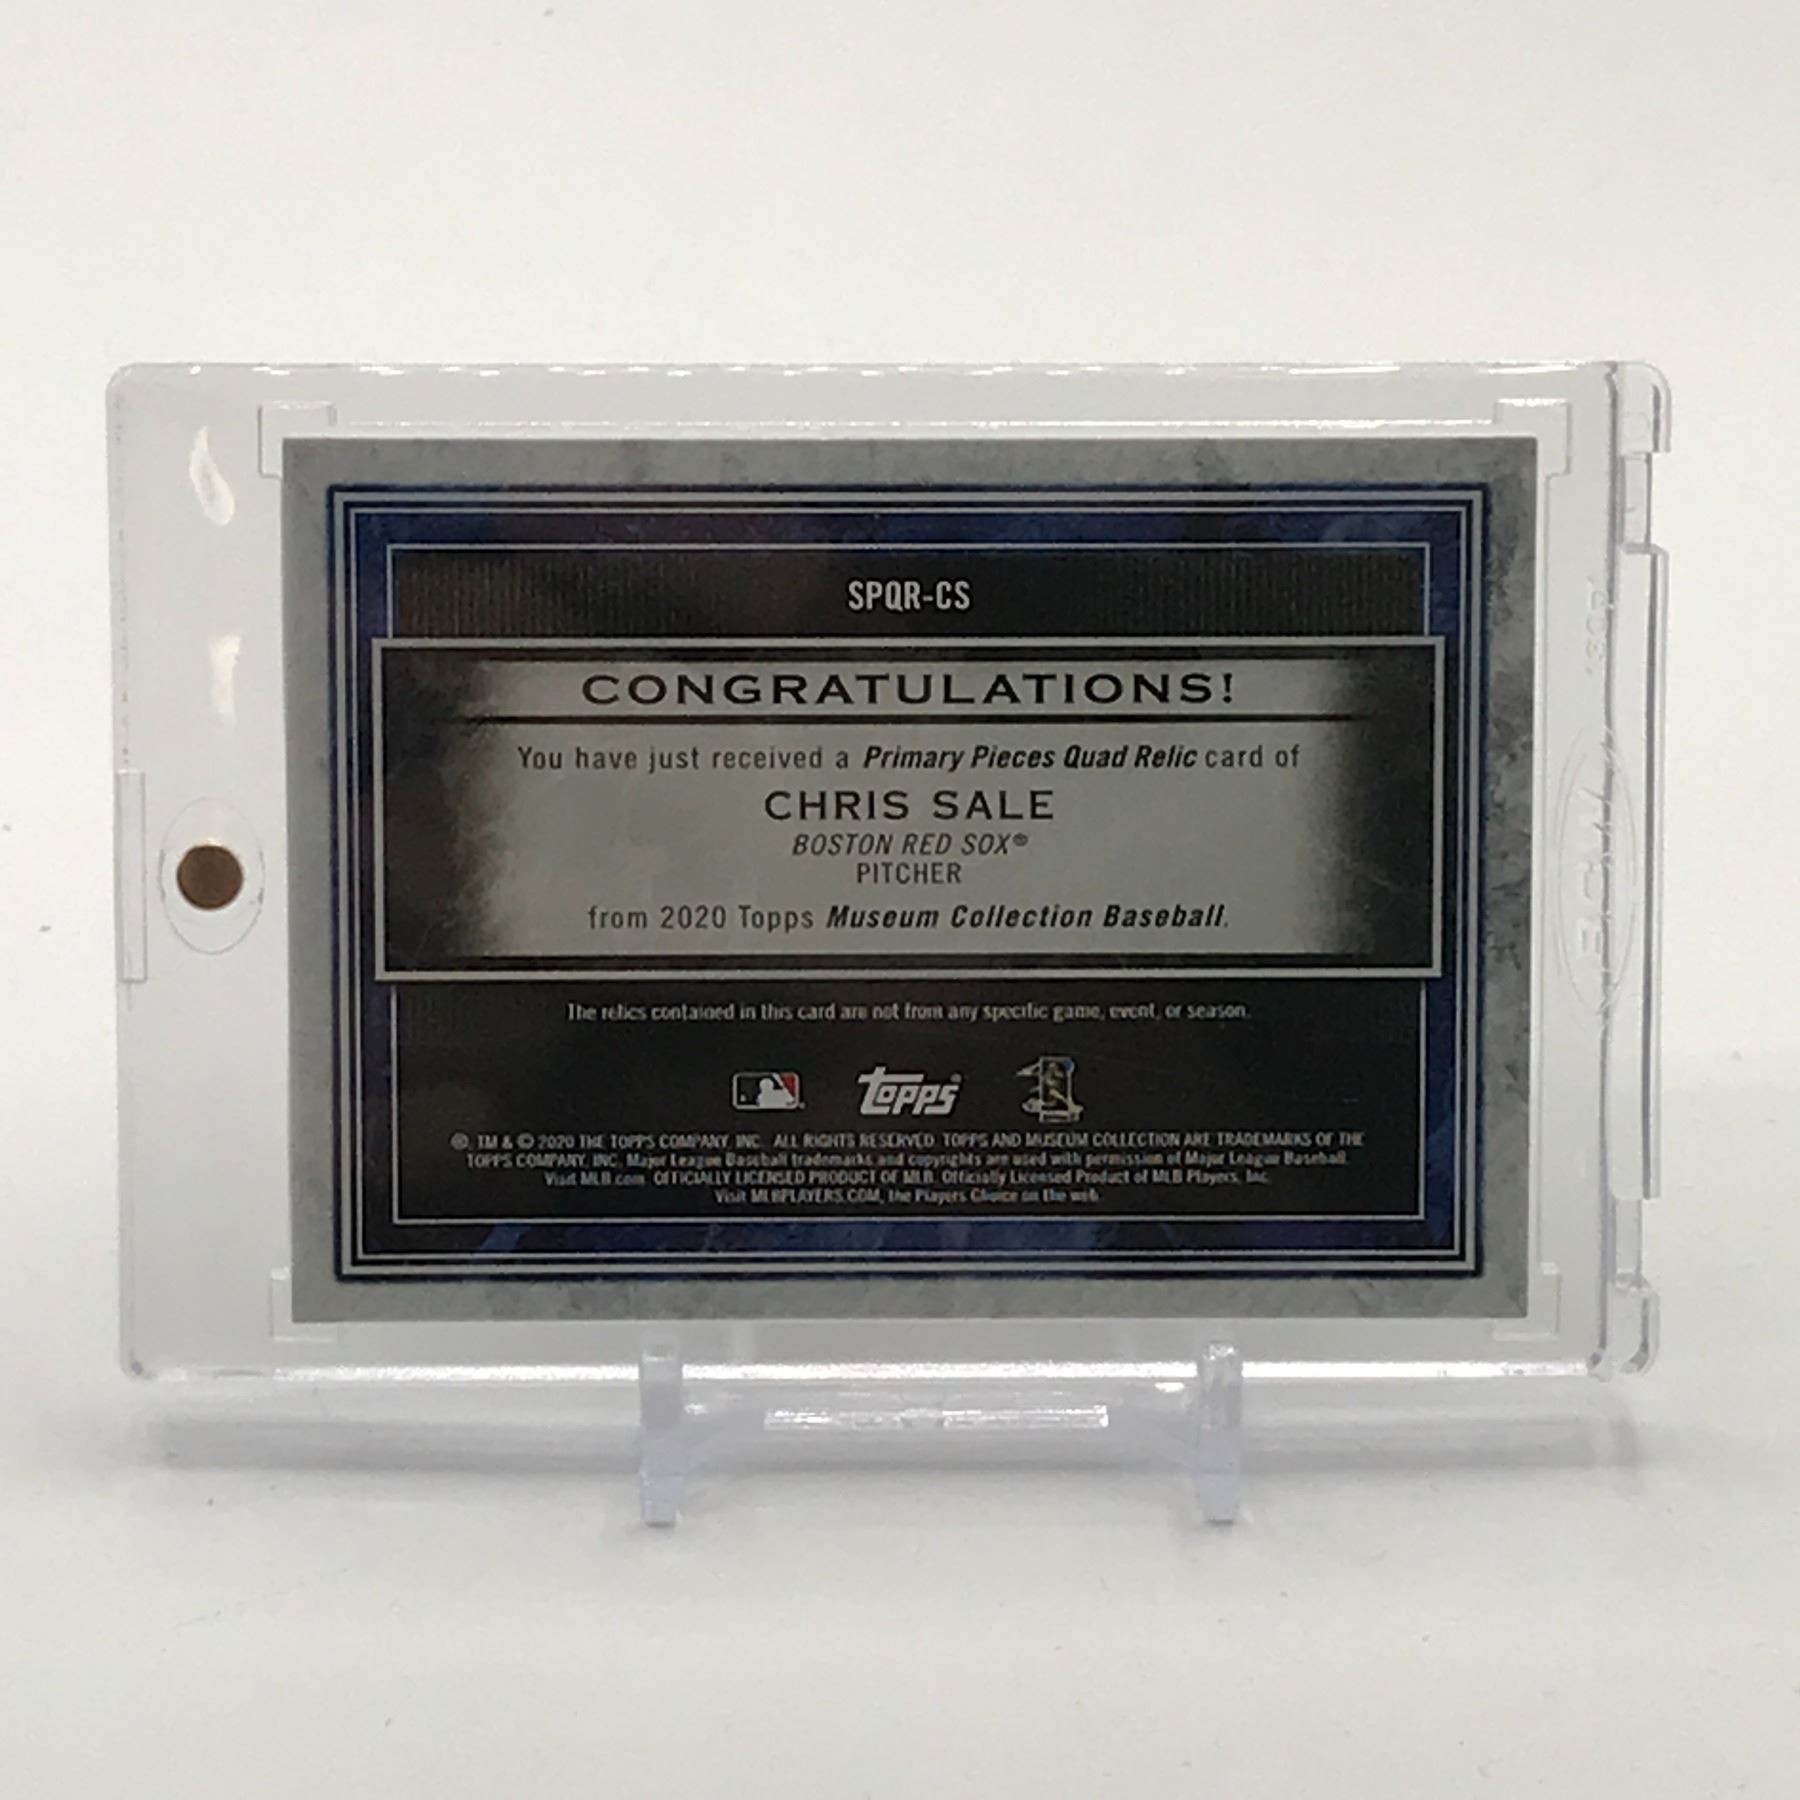 SPQR-CS
CONGRATULATIONS!
You have just received a Primary Pieces Quad Relic card of
CHRIS SALE
BOSTON RED SOX®
PITCHER
from 2020 Topps Museum Collection Baseball.
The relics contained in this card are not from any specific game, event, or season.
topps
®, TM & © 2020 THE TOPPS COMPANY, INC. ALL RIGHTS RESERVED. TOPPS AND MUSEUM COLLECTION ARE TRADEMARKS OF THE
TOPPS COMPANY, INC. Major League Baseball trademarks and copyrights are used with permission of Major League Baseball.
Visit MLB.com. OFFICIALLY LICENSED PRODUCT OF MLB. Officially Licensed Product of MLB Players, Inc.
Visit MLBPLAYERS.COM, the Players Choice on the web.
BCW